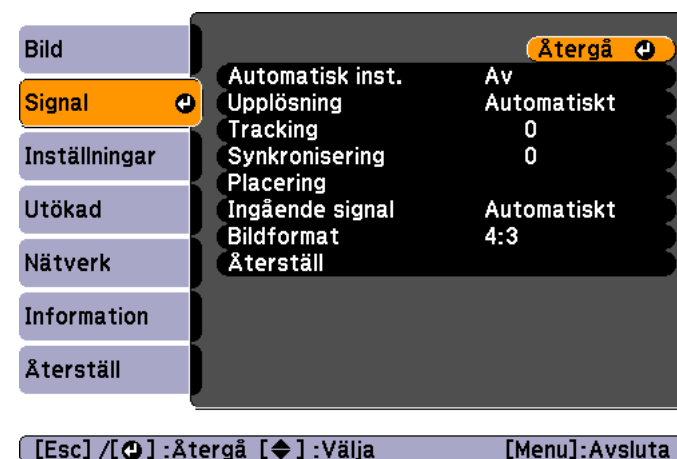 Bild
Signal
Inställningar
Utökad
Nätverk
Information
Återställ
Återgå
Automatisk inst. Av
Upplösning Automatiskt
Tracking 0
Synkronisering 0
Placering
Ingående signal Automatiskt
Bildformat 4:3
Återställ
[Esc] /[⏎] :Återgå [◆] :Välja [Menu]:Avsluta